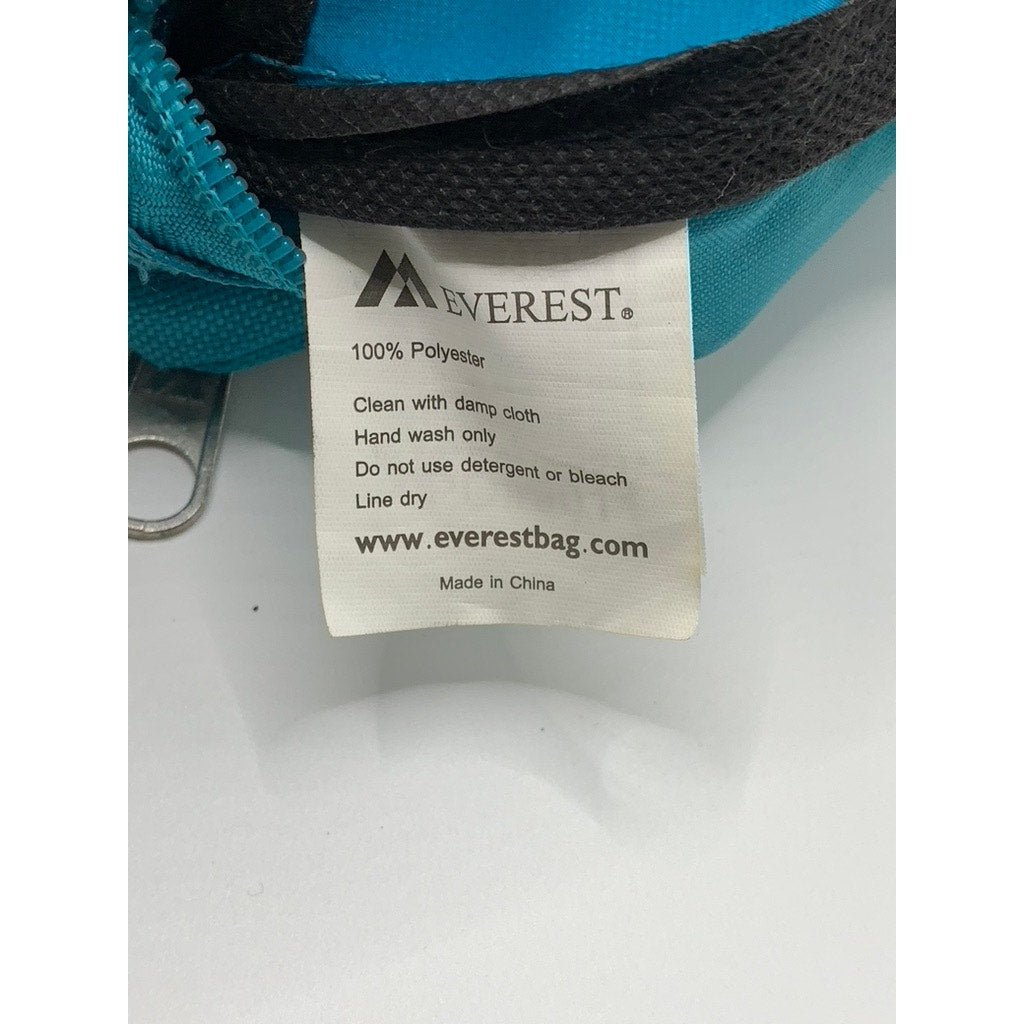 EVEREST®
100% Polyester
Clean with damp cloth
Hand wash only
Do not use detergent or bleach
Line dry
www.everestbag.com
Made in China